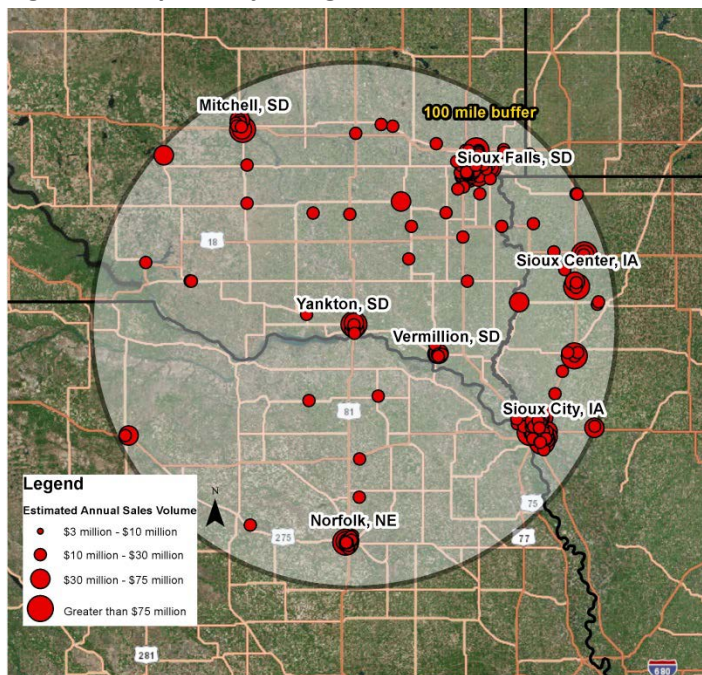 Mitchell, SD
100 mile buffer
Sioux Falls, SD
18
Sioux Center, IA
Yankton, SD
Vermillion, SD
81
Sioux City, IA
Legend
Estimated Annual Sales Volume
$3 million - $10 million
$10 million - $30 million
$30 million - $75 million
Greater than $75 million
N
275
Norfolk, NE
75
77
281
680